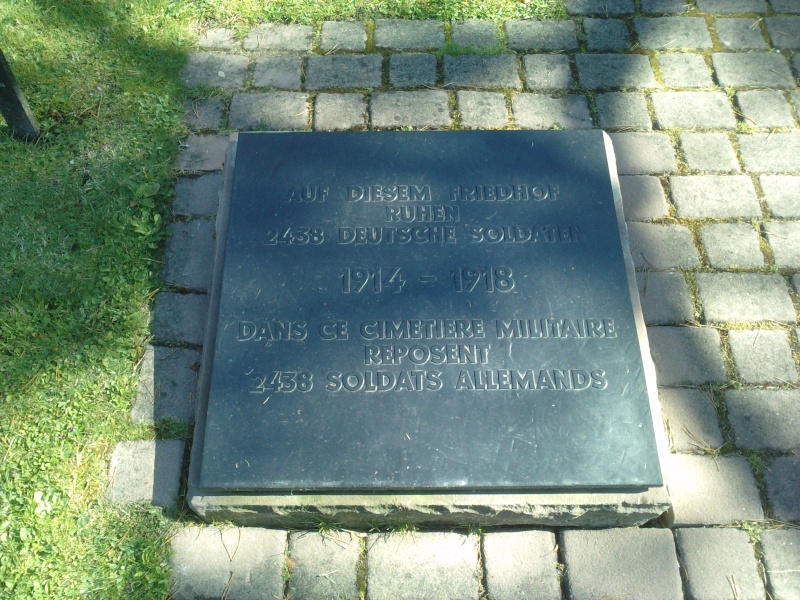 AUF DIESEM FRIEDHOF
RUHEN
2438 DEUTSCHE SOLDATEN
1914 - 1918
DANS CE CIMETIERE MILITAIRE
REPOSENT
2438 SOLDATS ALLEMANDS